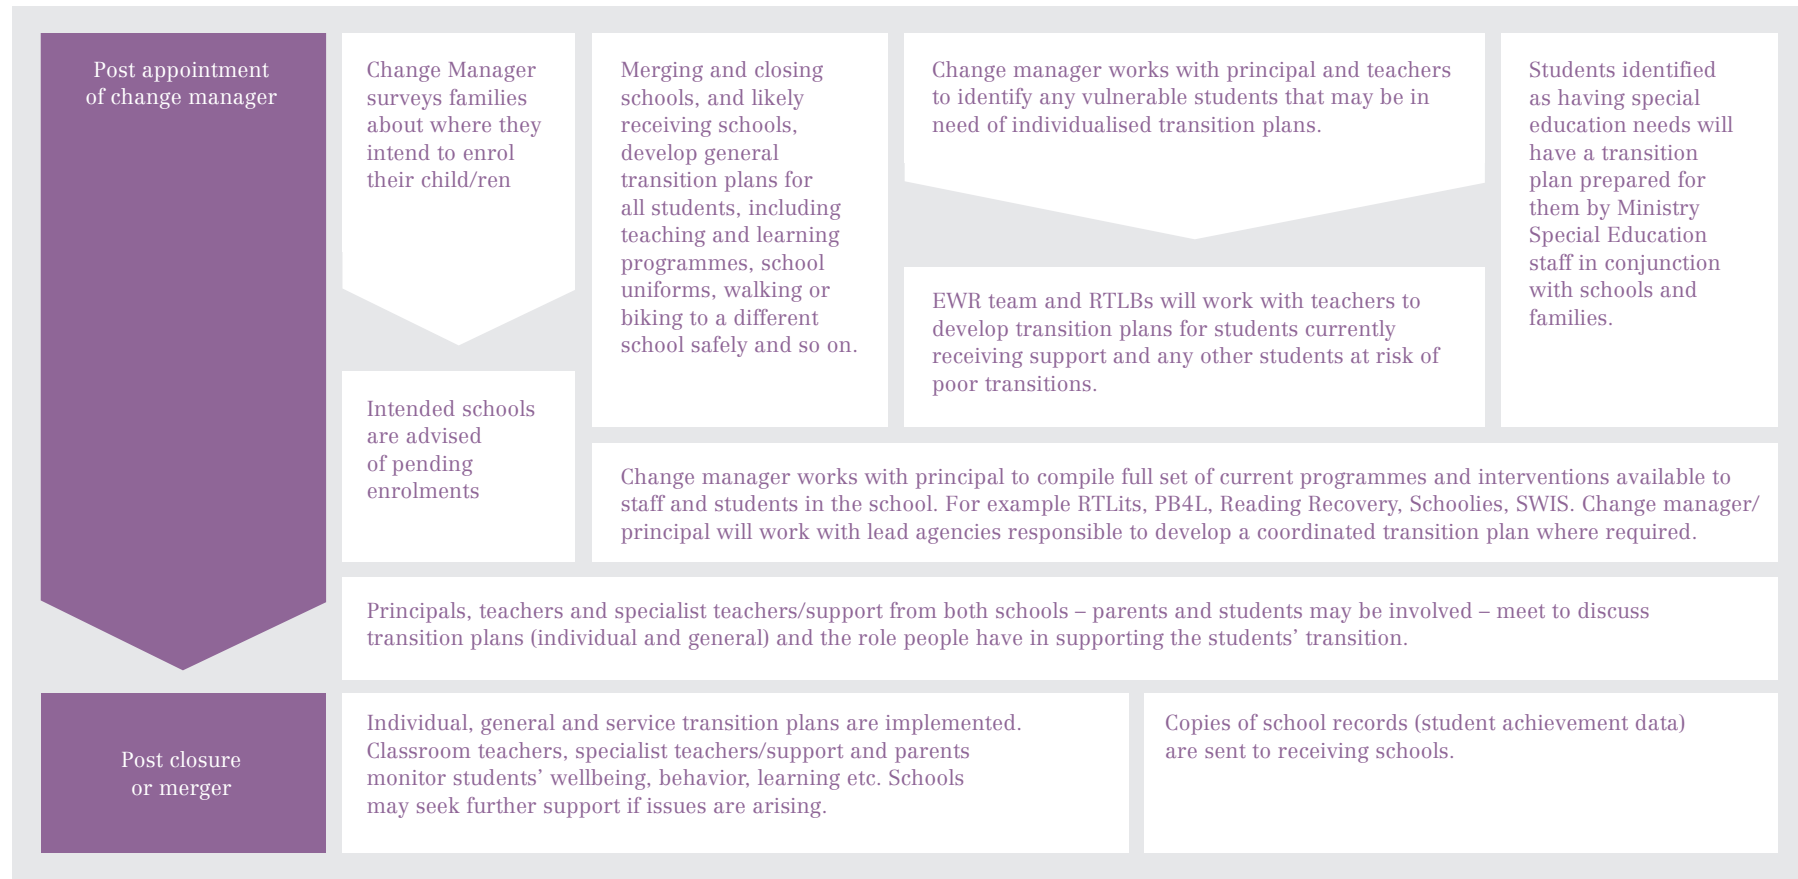 Post appointment
of change manager
Change Manager
surveys families
about where they
intend to enrol
their child/ren
Intended schools
are advised
of pending
enrolments
Merging and closing
schools, and likely
receiving schools,
develop general
transition plans for
all students, including
teaching and learning
programmes, school
uniforms, walking or
biking to a different
school safely and so on.
Change manager works with principal and teachers
to identify any vulnerable students that may be in
need of individualised transition plans.
EWR team and RTLBs will work with teachers to
develop transition plans for students currently
receiving support and any other students at risk of
poor transitions.
Students identified
as having special
education needs will
have a transition
plan prepared for
them by Ministry
Special Education
staff in conjunction
with schools and
families.
Change manager works with principal to compile full set of current programmes and interventions available to
staff and students in the school. For example RTLits, PB4L, Reading Recovery, Schoolies, SWIS. Change manager/
principal will work with lead agencies responsible to develop a coordinated transition plan where required.
Principals, teachers and specialist teachers/support from both schools – parents and students may be involved – meet to discuss
transition plans (individual and general) and the role people have in supporting the students’ transition.
Post closure
or merger
Individual, general and service transition plans are implemented.
Classroom teachers, specialist teachers/support and parents
monitor students’ wellbeing, behavior, learning etc. Schools
may seek further support if issues are arising.
Copies of school records (student achievement data)
are sent to receiving schools.